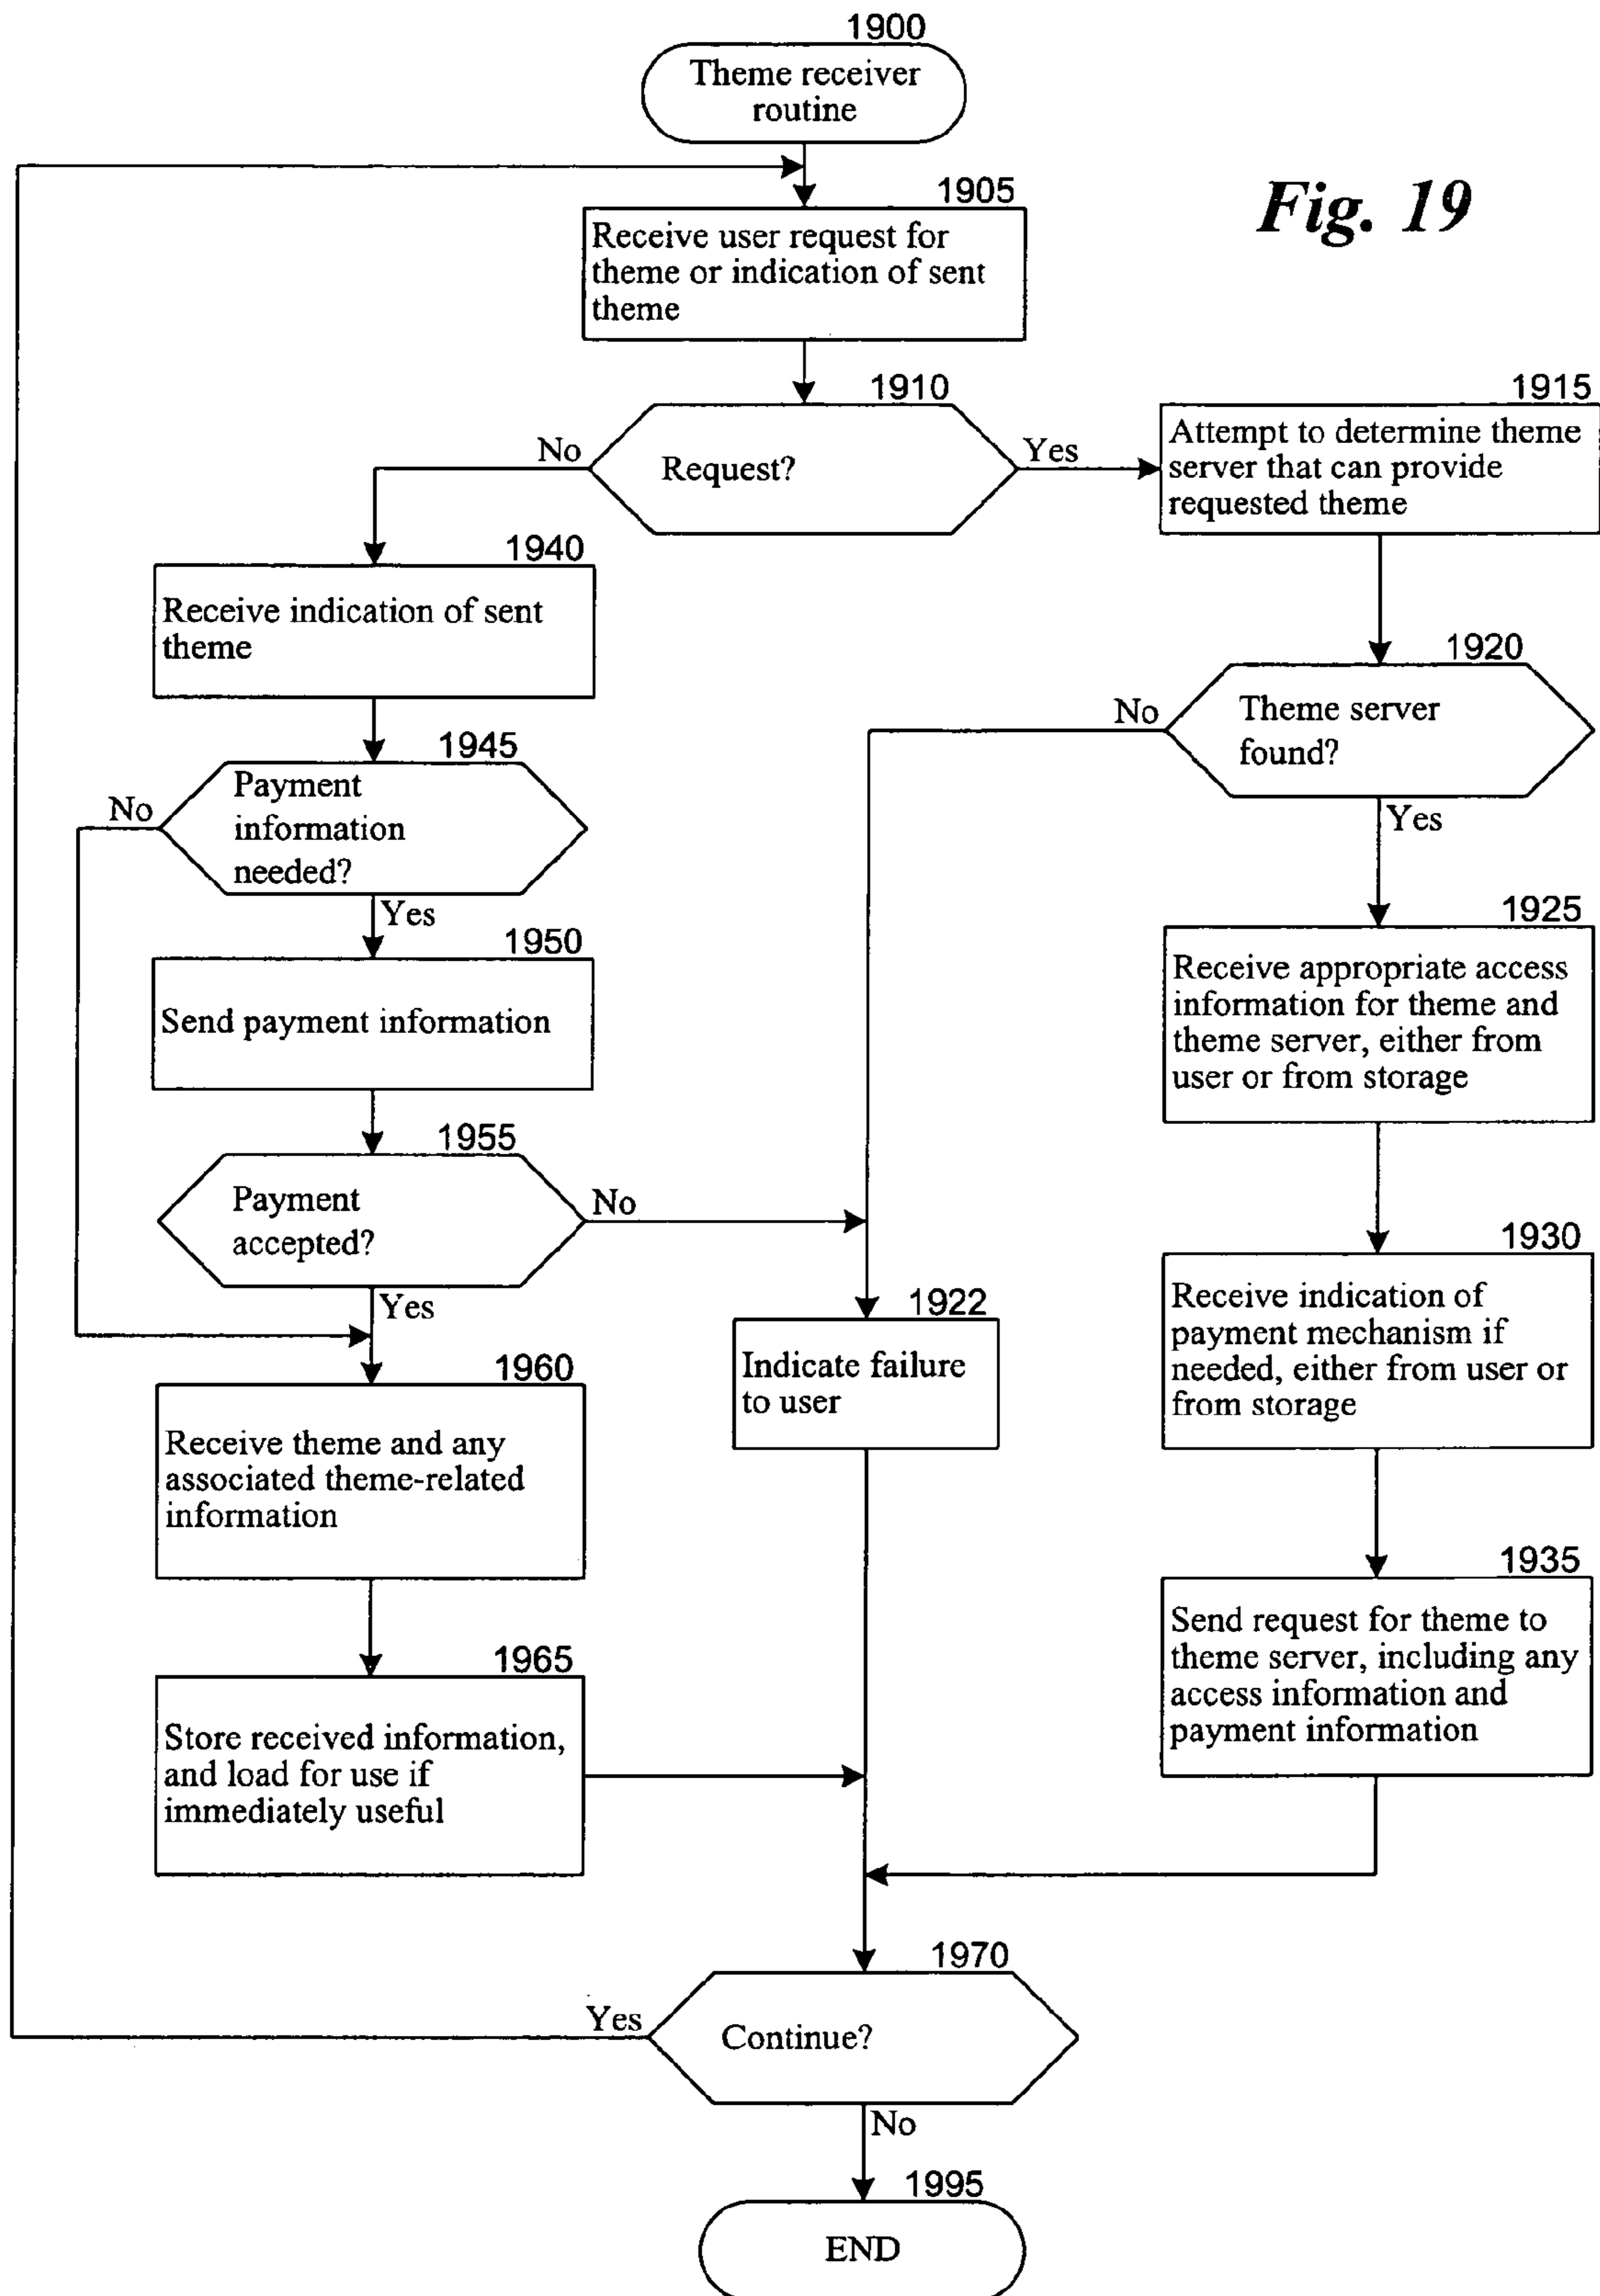 1900
Theme receiver
routine
Fig. 19
1905
Receive user request for
theme or indication of sent
theme
1910
Request?
No
Yes
1915
Attempt to determine theme
server that can provide
requested theme
1940
Receive indication of sent
theme
1920
Theme server
found?
No
Yes
1945
Payment
information
needed?
No
Yes
1925
Receive appropriate access
information for theme and
theme server, either from
user or from storage
1950
Send payment information
1955
Payment
accepted?
No
Yes
1930
Receive indication of
payment mechanism if
needed, either from user or
from storage
1922
Indicate failure
to user
1960
Receive theme and any
associated theme-related
information
1935
Send request for theme to
theme server, including any
access information and
payment information
1965
Store received information,
and load for use if
immediately useful
1970
Continue?
Yes
No
1995
END